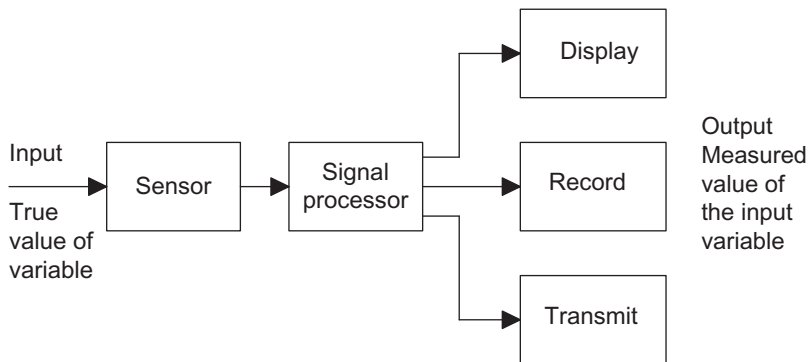 Input
True
value of
variable
Sensor
Signal
processor
Display
Record
Transmit
Output
Measured
value of
the input
variable